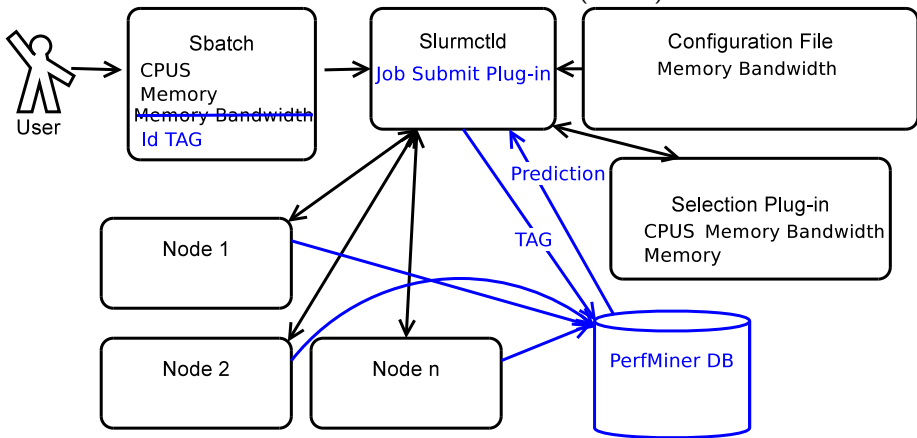 Sbatch
CPUS
Memory
Memory Bandwidth
Id TAG
User
Slurmctld
Job Submit Plug-in
Configuration File
Memory Bandwidth
Prediction
TAG
Selection Plug-in
CPUS Memory Bandwidth
Memory
Node 1
Node 2
Node n
PerfMiner DB